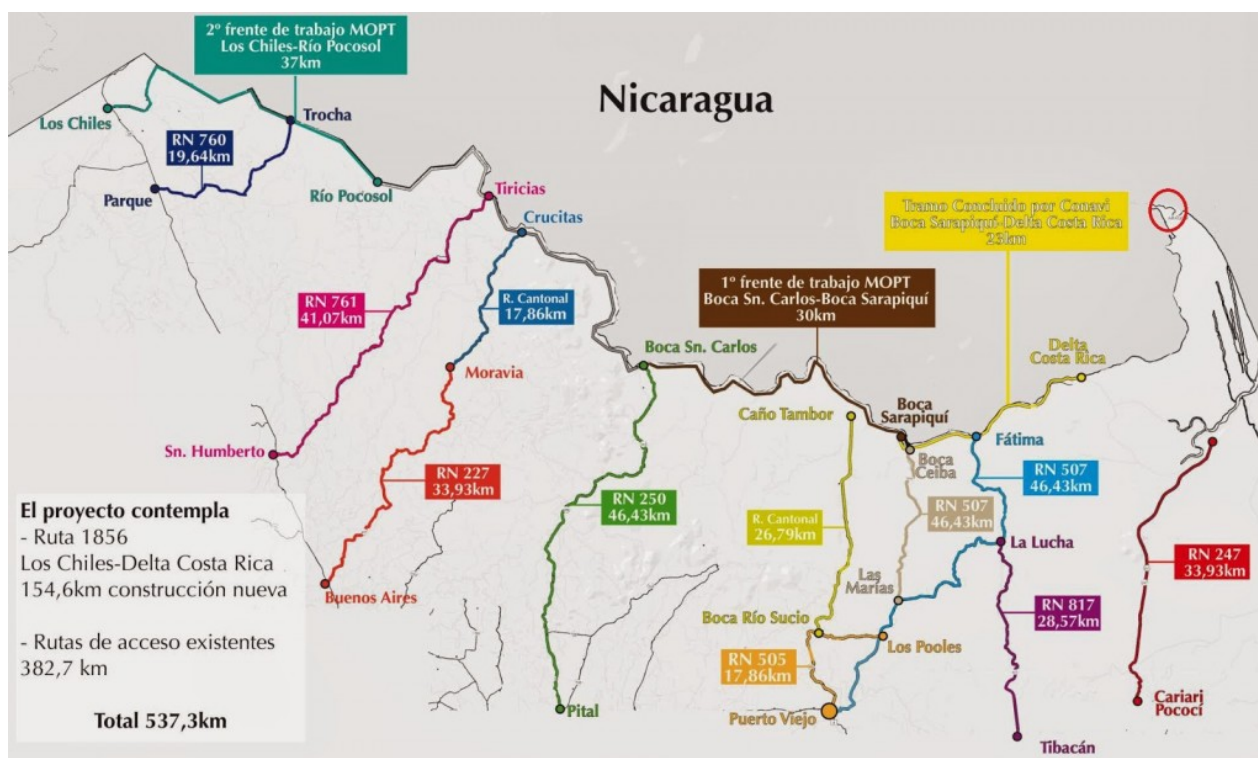 2º frente de trabajo MOPT
Los Chiles-Río Pocosol
37km
Nicaragua
Los Chiles
Trocha
RN 760
19,64km
Parque
Río Pocosol
Tiricias
Crucitas
Tramo Concluido por Conavi
Boca Sarapiquí-Delta Costa Rica
23km
RN 761
41,07km
R. Cantonal
17,86km
1º frente de trabajo MOPT
Boca Sn. Carlos-Boca Sarapiquí
30km
Boca Sn. Carlos
Delta
Costa Rica
Moravia
Caño Tambor
Boca
Sarapiquí
Fátima
Sn. Humberto
Boca
Ceiba
RN 227
33,93km
RN 250
46,43km
RN 507
46,43km
RN 507
46,43km
R. Cantonal
26,79km
La Lucha
RN 247
33,93km
El proyecto contempla
- Ruta 1856
Los Chiles-Delta Costa Rica
154,6km construcción nueva
- Rutas de acceso existentes
382,7 km
Total 537,3km
Buenos Aires
Las
Marías
RN 817
28,57km
Boca Río Sucio
Los Pooles
RN 505
17,86km
Pital
Puerto Viejo
Tibacán
Cariari
Pococí